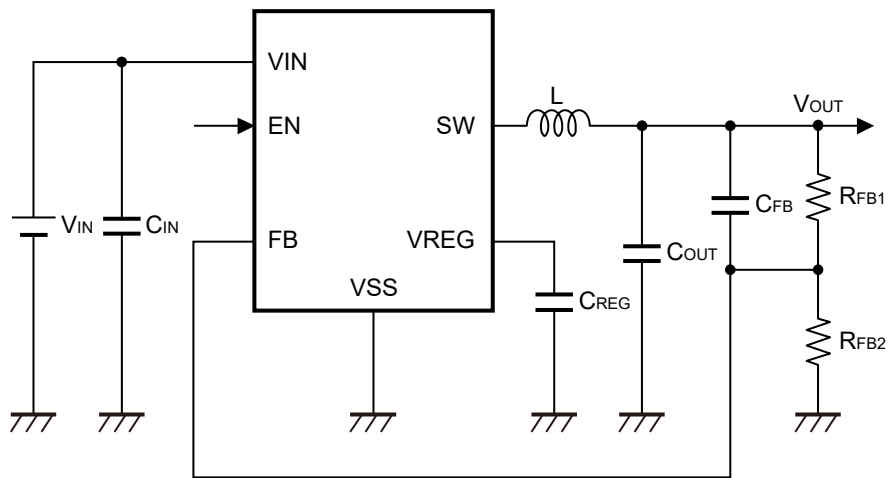 VIN
EN
FB
VSS
SW
VREG
L
VOUT
VIN
CIN
CREG
COUT
CFB
RFB1
RFB2